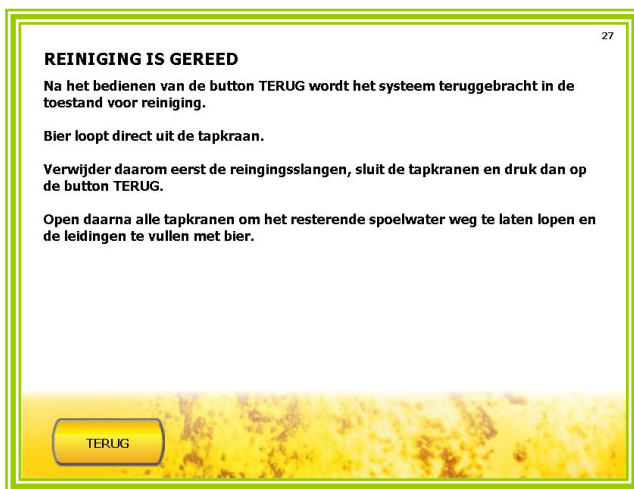 27
REINIGING IS GEREED
Na het bedienen van de button TERUG wordt het systeem teruggebracht in de
toestand voor reiniging.
Bier loopt direct uit de tapkraan.
Verwijder daarom eerst de reingingsslangen, sluit de tapkranen en druk dan op
de button TERUG.
Open daarna alle tapkranen om het resterende spoelwater weg te laten lopen en
de leidingen te vullen met bier.
TERUG